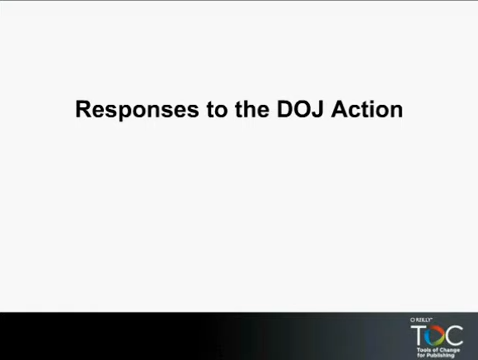 Responses to the DOJ Action
O'REILLY
TOC
Tools of Change
for Publishing